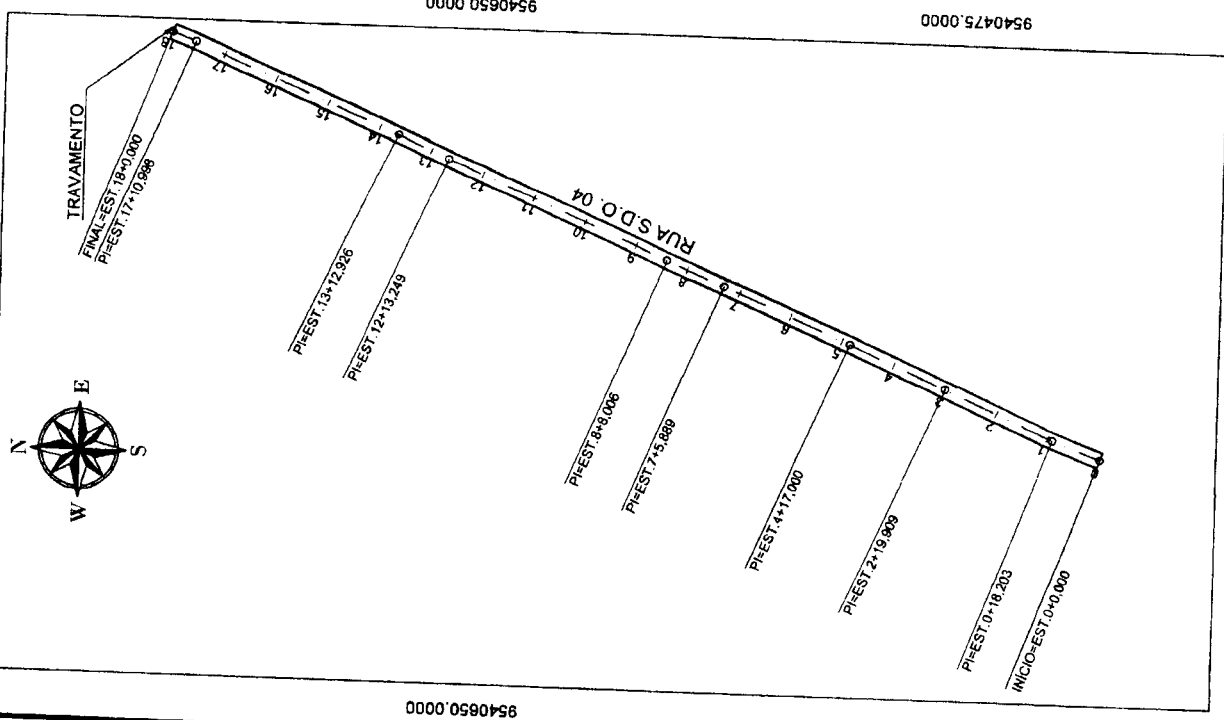 9540650.0000
9540475.0000
TRAVAMENTO
FINAL=EST.18+0,000
PI=EST.17+10,998
PI=EST.13+12,926
PI=EST.12+13,249
PI=EST.8+8,006
PI=EST.7+5,889
PI=EST.4+17,000
PI=EST.2+19,909
PI=EST.0+18,203
INÍCIO=EST.0+0,000
RUA S.D.O. 04
18
17
16
15
14
13
12
11
10
9
8
7
6
5
4
3
2
1
N
E
S
W
9540650.0000